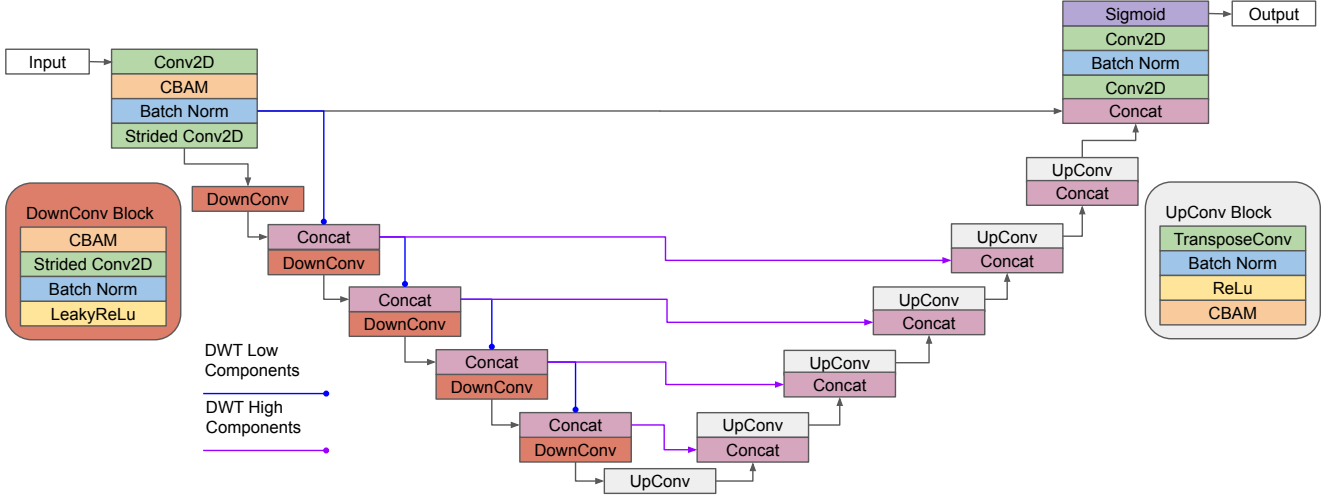 Input
Conv2D
CBAM
Batch Norm
Strided Conv2D
Sigmoid
Conv2D
Batch Norm
Conv2D
Concat
Output
DownConv
DownConv Block
CBAM
Strided Conv2D
Batch Norm
LeakyReLu
Concat
DownConv
Concat
DownConv
Concat
DownConv
Concat
DownConv
UpConv
UpConv
Concat
UpConv
Concat
UpConv
Concat
UpConv
Concat
UpConv
Concat
UpConv Block
TransposeConv
Batch Norm
ReLu
CBAM
DWT Low
Components
DWT High
Components